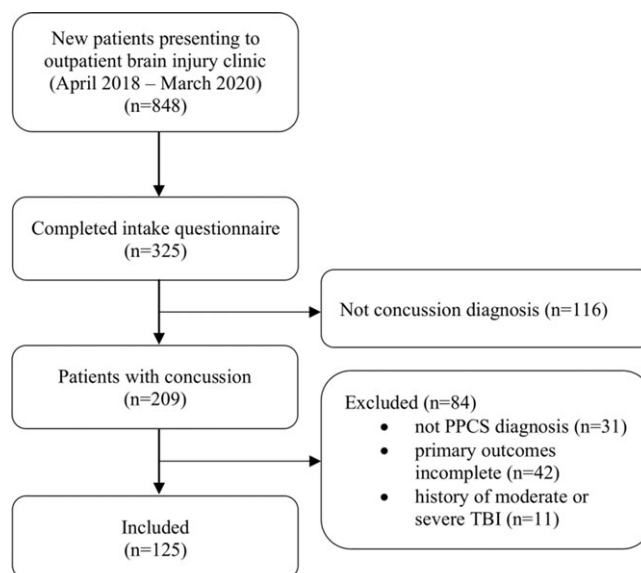 New patients presenting to
outpatient brain injury clinic
(April 2018 – March 2020)
(n=848)
Completed intake questionnaire
(n=325)
Not concussion diagnosis (n=116)
Patients with concussion
(n=209)
Excluded (n=84)
• not PPCS diagnosis (n=31)
• primary outcomes
incomplete (n=42)
• history of moderate or
severe TBI (n=11)
Included
(n=125)